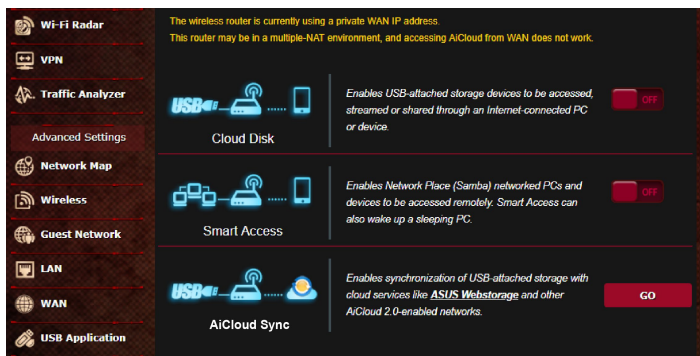 Wi-Fi Radar
VPN
Traffic Analyzer
Advanced Settings
Network Map
Wireless
Guest Network
LAN
WAN
USB Application
The wireless router is currently using a private WAN IP address.
This router may be in a multiple-NAT environment, and accessing AiCloud from WAN does not work.
USB
Cloud Disk
Enables USB-attached storage devices to be accessed,
streamed or shared through an Internet-connected PC
or device.
OFF
Smart Access
Enables Network Place (Samba) networked PCs and
devices to be accessed remotely. Smart Access can
also wake up a sleeping PC.
OFF
USB
AiCloud Sync
Enables synchronization of USB-attached storage with
cloud services like ASUS Webstorage and other
AiCloud 2.0-enabled networks.
GO